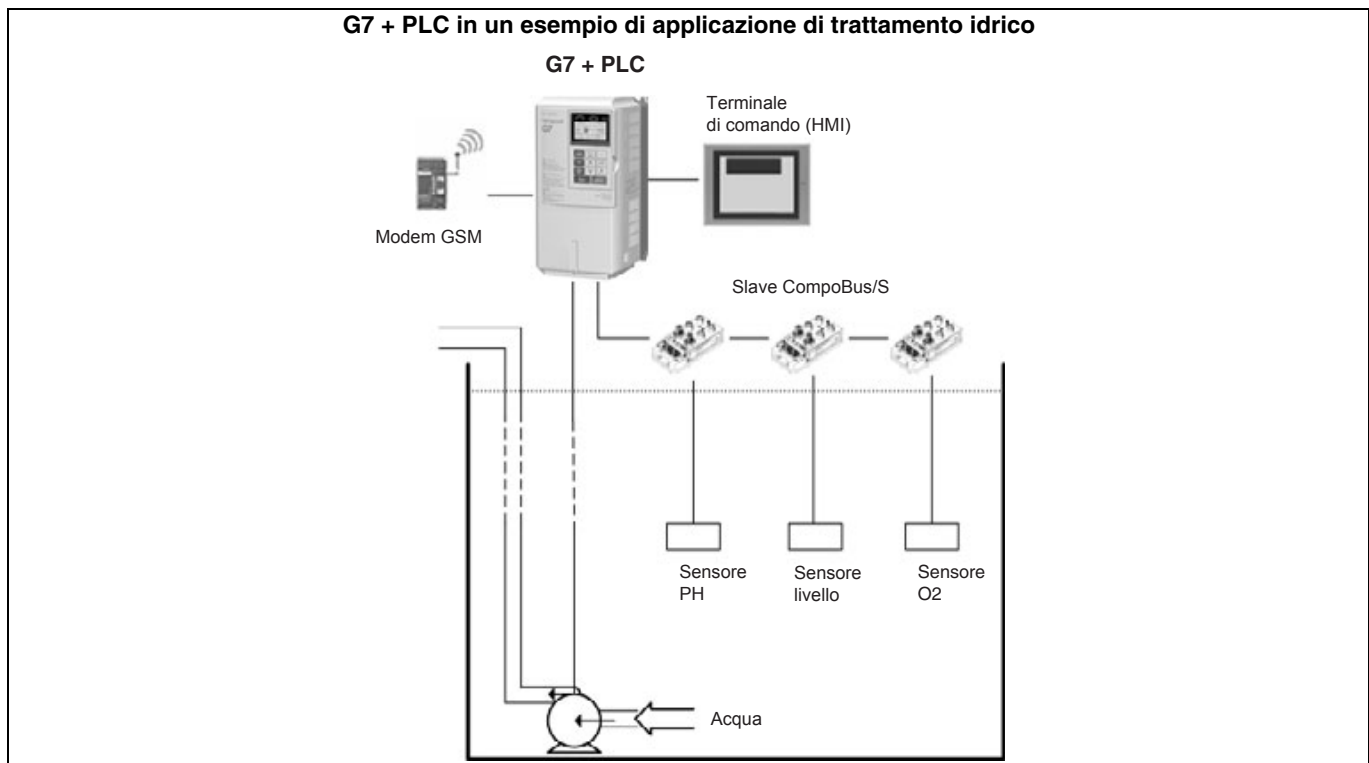 G7 + PLC in un esempio di applicazione di trattamento idrico
G7 + PLC
Terminale
di comando (HMI)
G7
Modem GSM
Slave CompoBus/S
Sensore
PH
Sensore
livello
Sensore
O2
Acqua